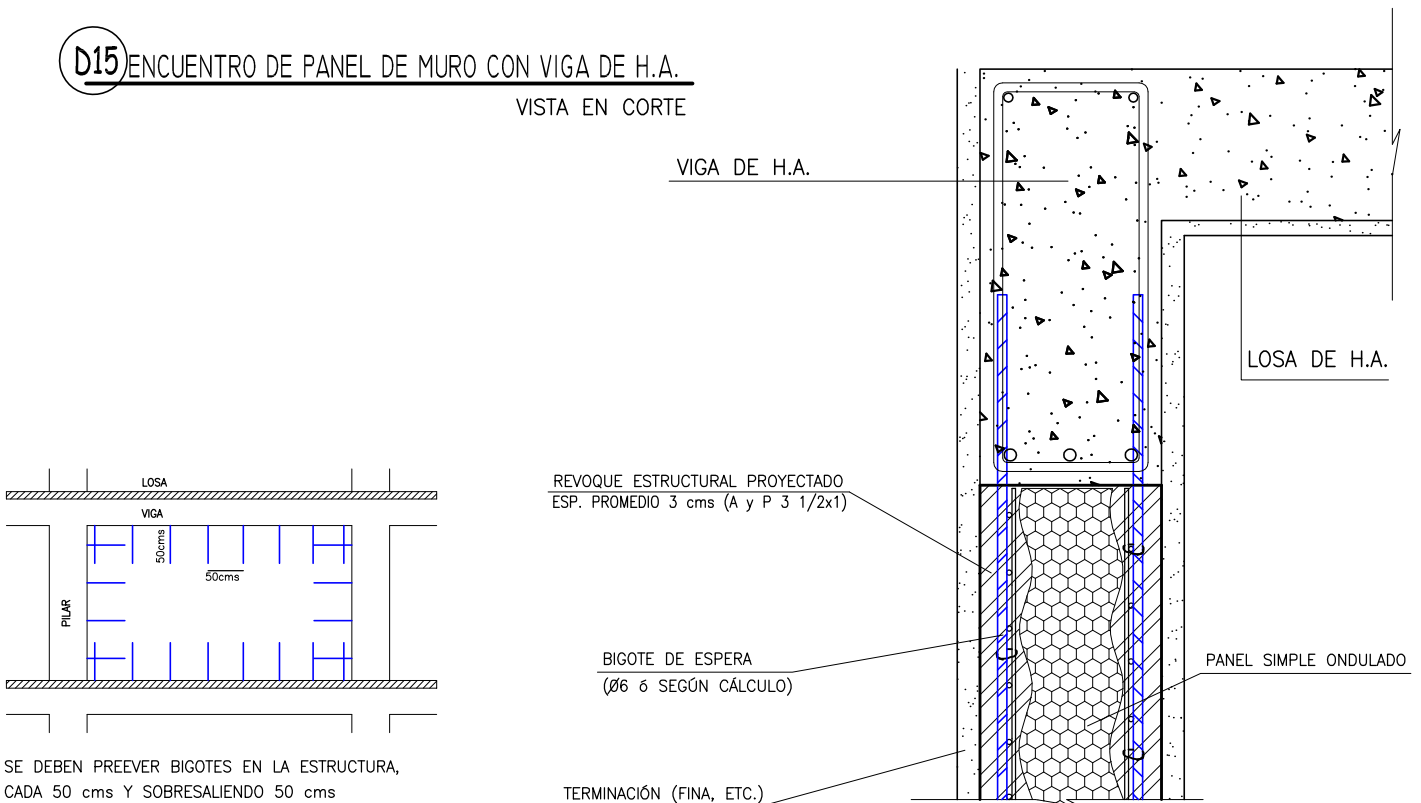 D15 ENCUENTRO DE PANEL DE MURO CON VIGA DE H.A.
VISTA EN CORTE
VIGA DE H.A.
LOSA DE H.A.
REVOQUE ESTRUCTURAL PROYECTADO
ESP. PROMEDIO 3 cms (A y P 3 1/2x1)
BIGOTE DE ESPERA
(Ø6 ó SEGÚN CÁLCULO)
PANEL SIMPLE ONDULADO
TERMINACIÓN (FINA, ETC.)
LOSA
VIGA
50cms
50cms
PILAR
SE DEBEN PREEVER BIGOTES EN LA ESTRUCTURA,
CADA 50 cms Y SOBRESALIENDO 50 cms